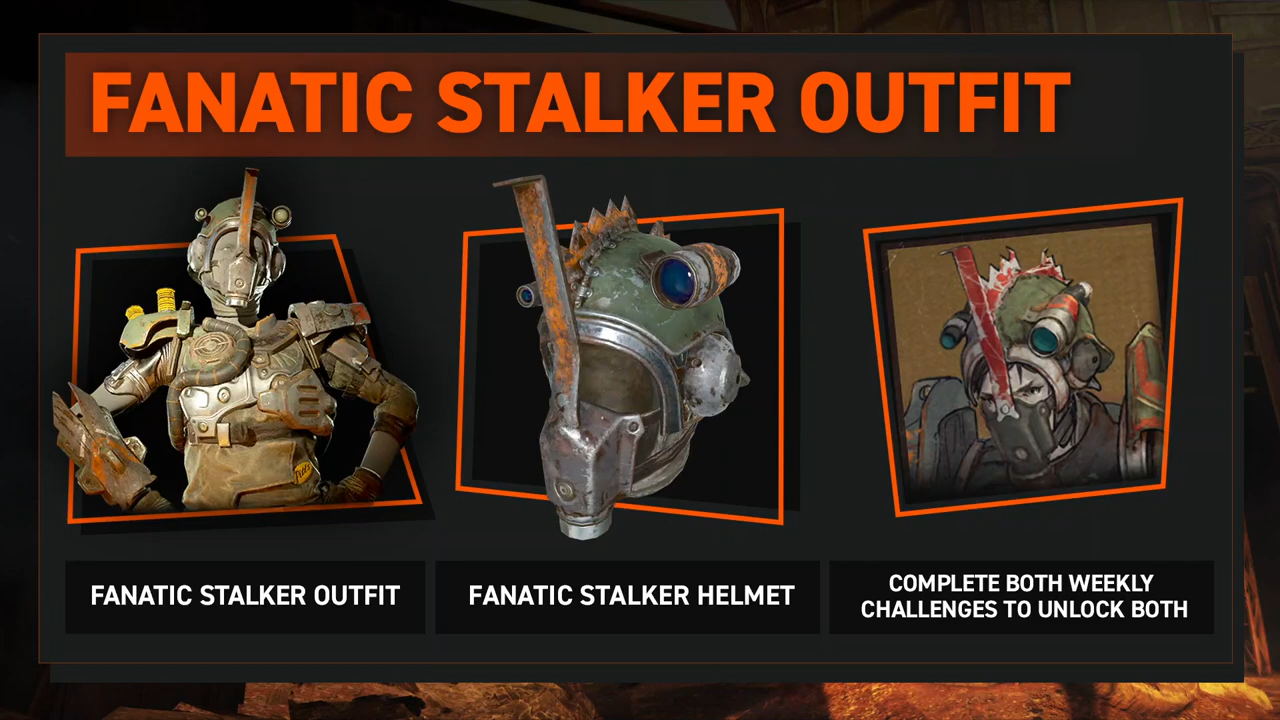 FANATIC STALKER OUTFIT
FANATIC STALKER OUTFIT
FANATIC STALKER HELMET
COMPLETE BOTH WEEKLY
CHALLENGES TO UNLOCK BOTH